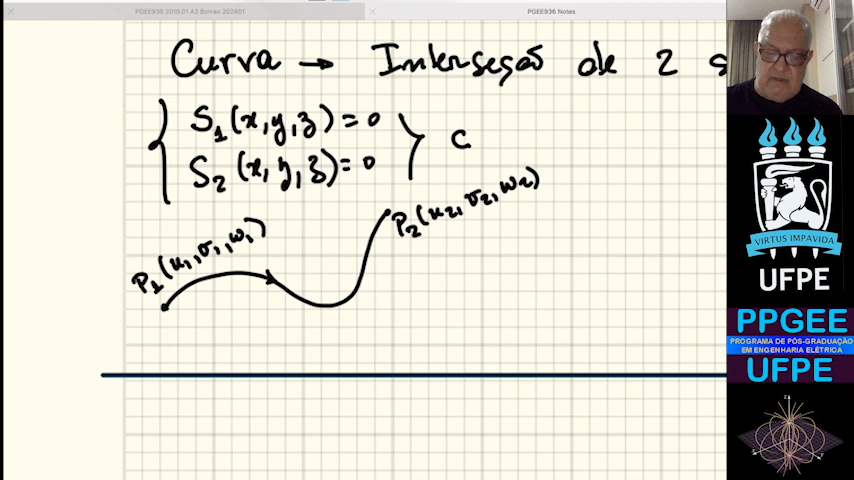 PGEE936 2019.01 A2 Borrao 202401
PGEE936 Notes
Curva → Interseção de 2
S₁(x,y,z)=0
S₂(x,y,z)=0
C
P₁(u₁,v₁,w₁)
P₂(u₂,v₂,w₂)
VIRTUS IMPAVIDA
UFPE
PPGEE
PROGRAMA DE PÓS-GRADUAÇÃO
EM ENGENHARIA ELÉTRICA
UFPE